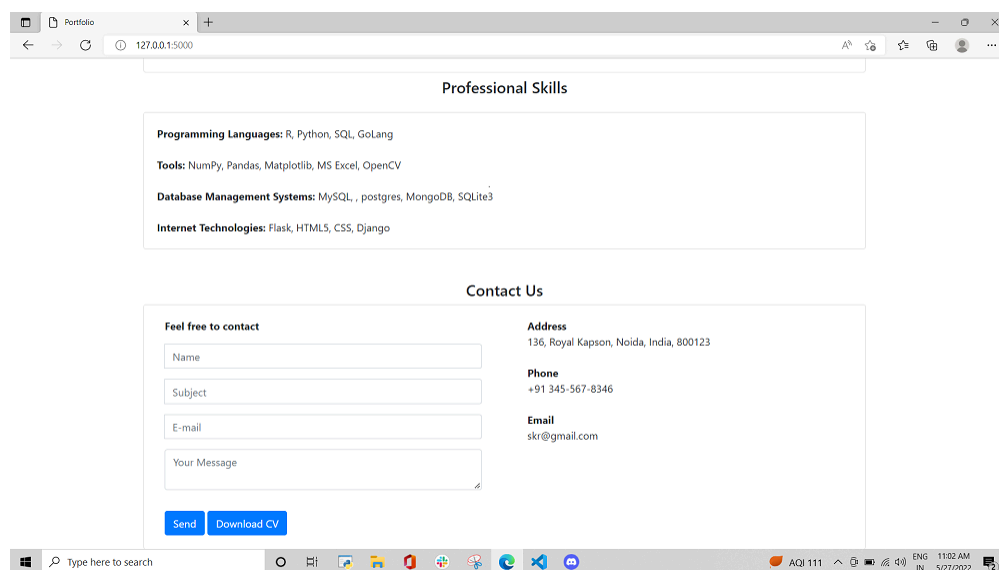 Portfolio
127.0.0.1:5000
Professional Skills
Programming Languages: R, Python, SQL, GoLang
Tools: NumPy, Pandas, Matplotlib, MS Excel, OpenCV
Database Management Systems: MySQL, , postgres, MongoDB, SQLite3
Internet Technologies: Flask, HTML5, CSS, Django
Contact Us
Feel free to contact
Name
Subject
E-mail
Your Message
Send Download CV
Address
136, Royal Kapson, Noida, India, 800123
Phone
+91 345-567-8346
Email
skr@gmail.com
Type here to search
AQI 111
ENG
IN
11:02 AM
5/27/2022